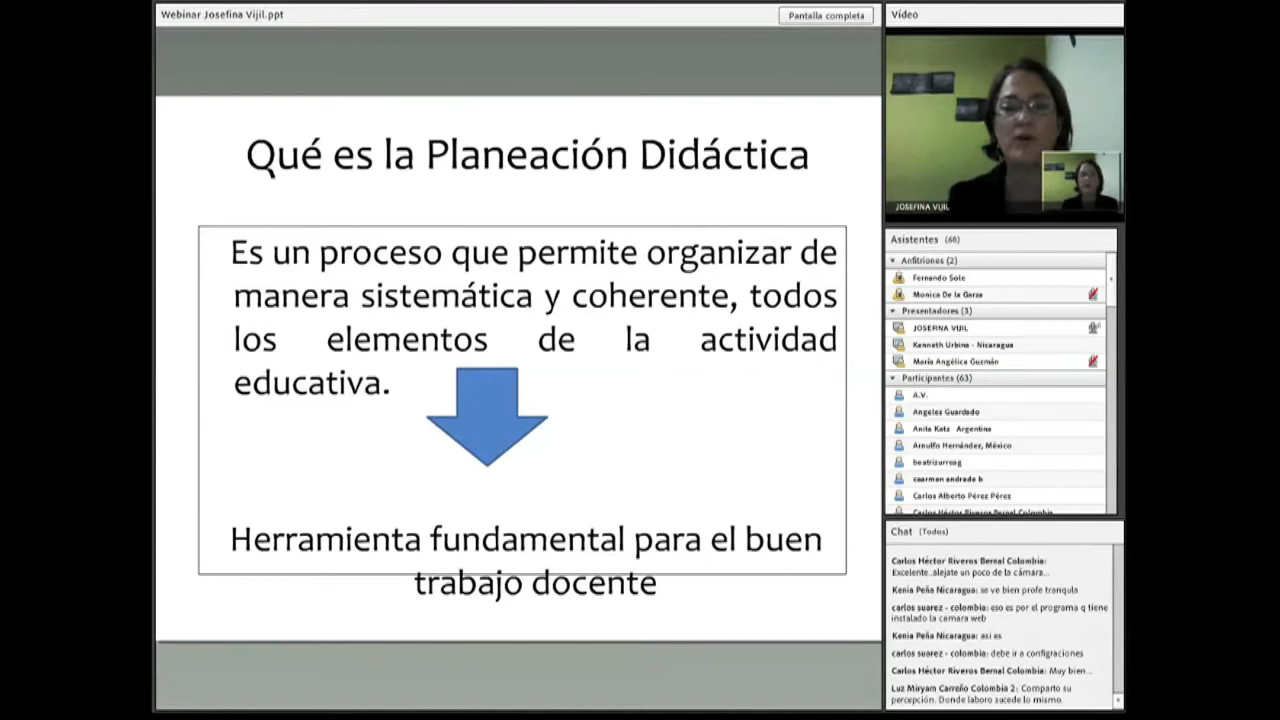 Webinar Josefina Vijil.ppt
Pantalla completa
Qué es la Planeación Didáctica
Es un proceso que permite organizar de
manera sistemática y coherente, todos
los elementos de la actividad
educativa.
Herramienta fundamental para el buen
trabajo docente
Vídeo
JOSEFINA VIJIL
Asistentes (68)
Anfitriones (2)
Fernando Sole
Monica De la Garza
Presentadores (3)
JOSEFINA VIJIL
Kenneth Urbina - Nicaragua
María Angélica Guzmán
Participantes (63)
A.V.
Angeles Guardado
Anita Katz Argentina
Arnulfo Hernández, México
beatrizurreag
caarmen andrade b
Carlos Alberto Pérez Pérez
Carlos Héctor Riveros Bernal Colombia
Chat (Todos)
Carlos Héctor Riveros Bernal Colombia:
Excelente..alejate un poco de la cámara...
Kenia Peña Nicaragua: se ve bien profe tranqula
carlos suarez - colombia: eso es por el programa q tiene
instalado la camara web
Kenia Peña Nicaragua: asi es
carlos suarez - colombia: debe ir a configraciones
Carlos Héctor Riveros Bernal Colombia: Muy bien...
Luz Miryam Carreño Colombia 2: Comparto su
percepción. Donde laboro sucede lo mismo.